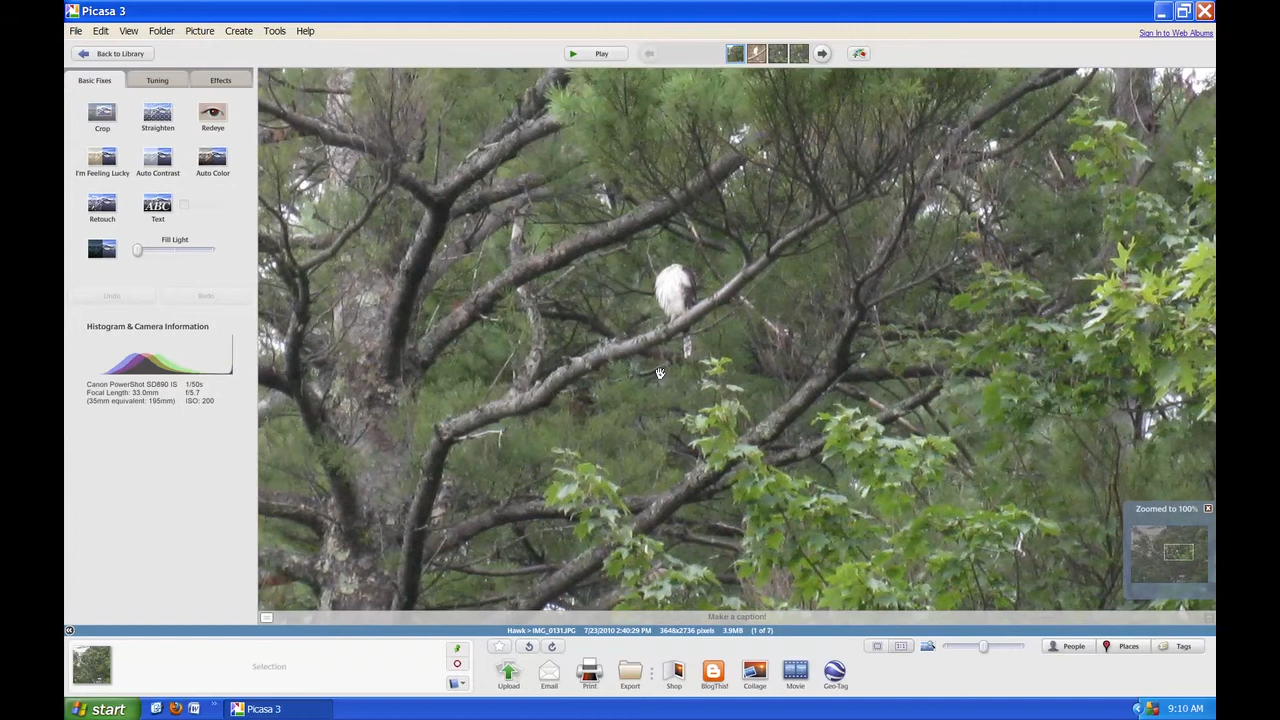 Picasa 3
File Edit View Folder Picture Create Tools Help
Sign In to Web Albums
Back to Library
Play
Basic Fixes Tuning Effects
Crop Straighten Redeye
I'm Feeling Lucky Auto Contrast Auto Color
ABC
Retouch Text
Fill Light
Undo Redo
Histogram & Camera Information
Canon PowerShot SD890 IS 1/50s
Focal Length: 33.0mm f/5.7
(35mm equivalent: 195mm) ISO: 200
Zoomed to 100%
Make a caption!
Hawk > IMG_0131.JPG 7/23/2010 2:40:29 PM 3648x2736 pixels 3.9MB (1 of 7)
Selection
1:1
People Places Tags
Upload Email Print Export Shop BlogThis! Collage Movie Geo-Tag
start Picasa 3 9:10 AM